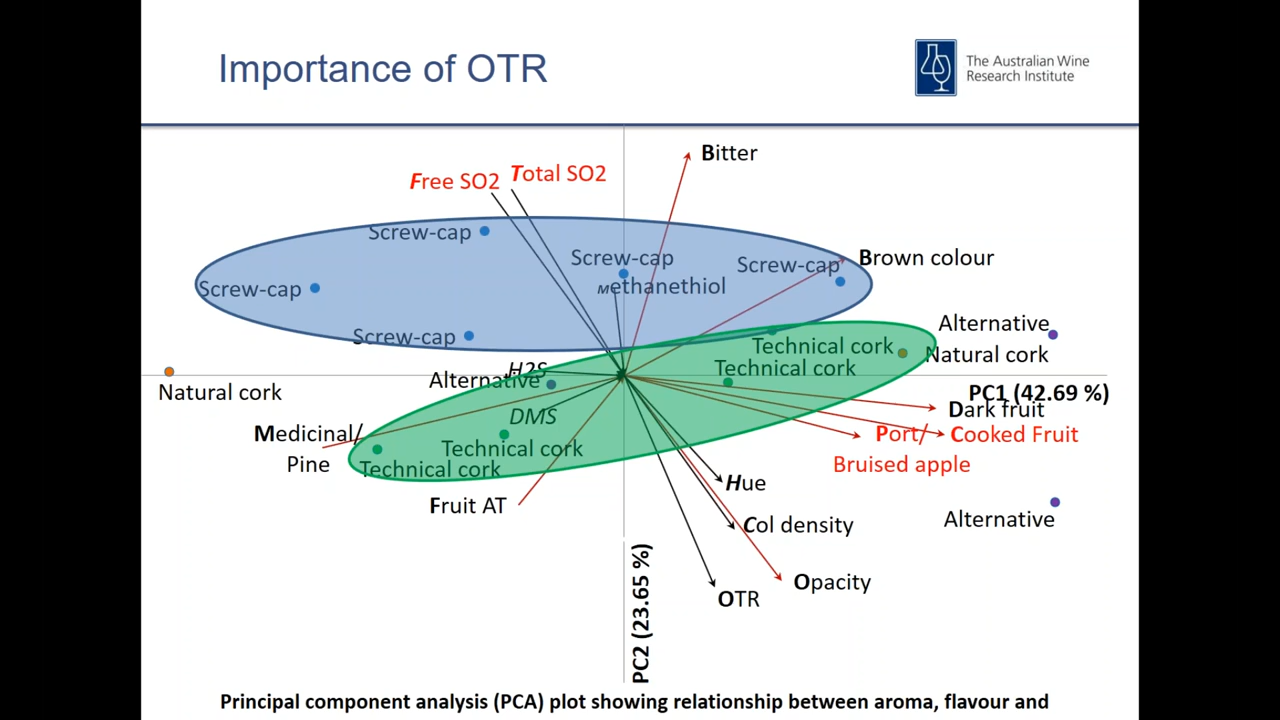 Importance of OTR
The Australian Wine
Research Institute
Bitter
Total SO2
Free SO2
Screw-cap
Screw-cap
Brown colour
Screw-cap
methanethiol
Screw-cap
Alternative
Screw-cap
Technical cork
Natural cork
Technical cork
H2S
Alternative
Natural cork
PC1 (42.69 %)
Dark fruit
DMS
Medicinal/
Pine
Port/
Bruised apple
Cooked Fruit
Technical cork
Technical cork
Hue
Fruit AT
Col density
Alternative
Opacity
OTR
PC2 (23.65 %)
Principal component analysis (PCA) plot showing relationship between aroma, flavour and